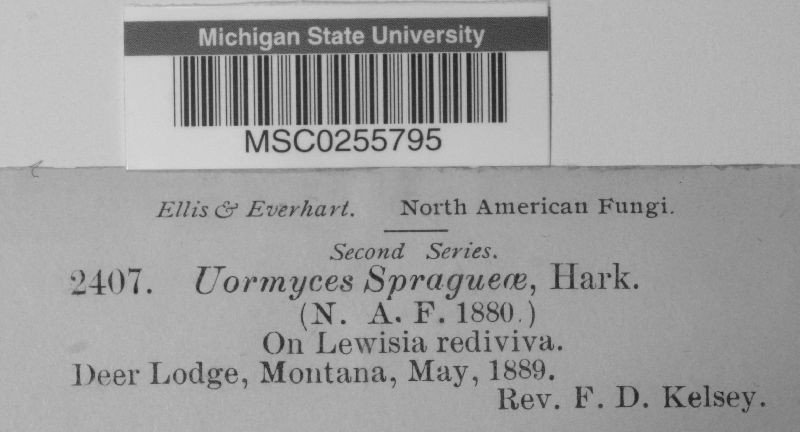 Michigan State University
MSC0255795
Ellis & Everhart. North American Fungi.
Second Series.
2407. Uormyces Spragueæ, Hark.
(N. A. F. 1880.)
On Lewisia rediviva.
Deer Lodge, Montana, May, 1889.
Rev. F. D. Kelsey.